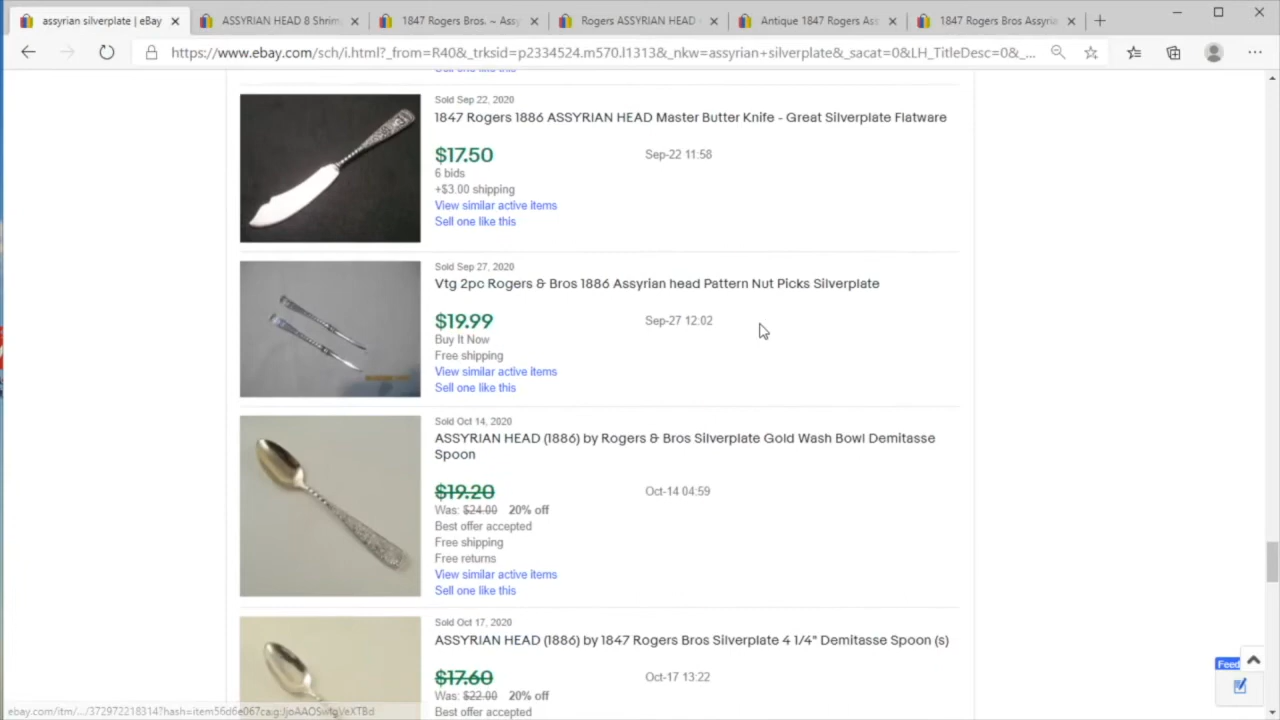 assyrian silverplate | eBay
ASSYRIAN HEAD 8 Shrim
1847 Rogers Bros. ~ Assy
Rogers ASSYRIAN HEAD
Antique 1847 Rogers Ass
1847 Rogers Bros Assyria
https://www.ebay.com/sch/i.html?_from=R40&_trksid=p2334524.m570.l1313&_nkw=assyrian+silverplate&_sacat=0&LH_TitleDesc=0&_...
Sell one like this
Sold Sep 22, 2020
1847 Rogers 1886 ASSYRIAN HEAD Master Butter Knife - Great Silverplate Flatware
$17.50 Sep-22 11:58
6 bids
+$3.00 shipping
View similar active items
Sell one like this
Sold Sep 27, 2020
Vtg 2pc Rogers & Bros 1886 Assyrian head Pattern Nut Picks Silverplate
$19.99 Sep-27 12:02
Buy It Now
Free shipping
View similar active items
Sell one like this
Sold Oct 14, 2020
ASSYRIAN HEAD (1886) by Rogers & Bros Silverplate Gold Wash Bowl Demitasse
Spoon
$19.20 Oct-14 04:59
Was: $24.00 20% off
Best offer accepted
Free shipping
Free returns
View similar active items
Sell one like this
Sold Oct 17, 2020
ASSYRIAN HEAD (1886) by 1847 Rogers Bros Silverplate 4 1/4" Demitasse Spoon (s)
$17.60 Oct-17 13:22
Was: $22.00 20% off
Best offer accepted
Feed